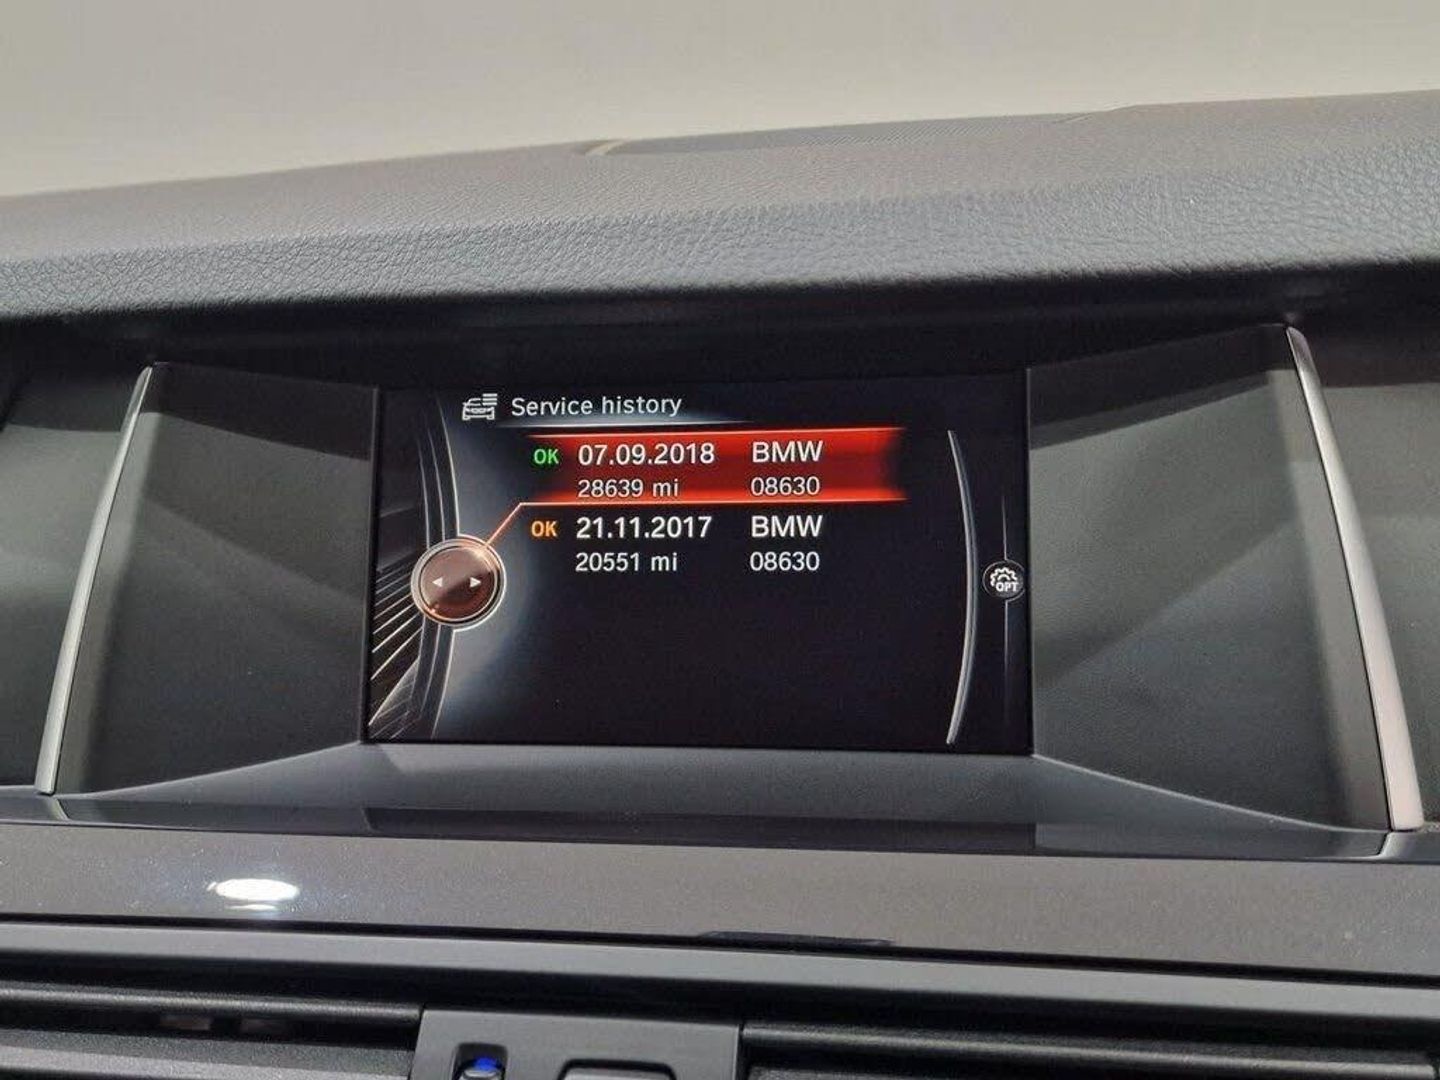 Service history
OK 07.09.2018 BMW
28639 mi 08630
OK 21.11.2017 BMW
20551 mi 08630
OPT